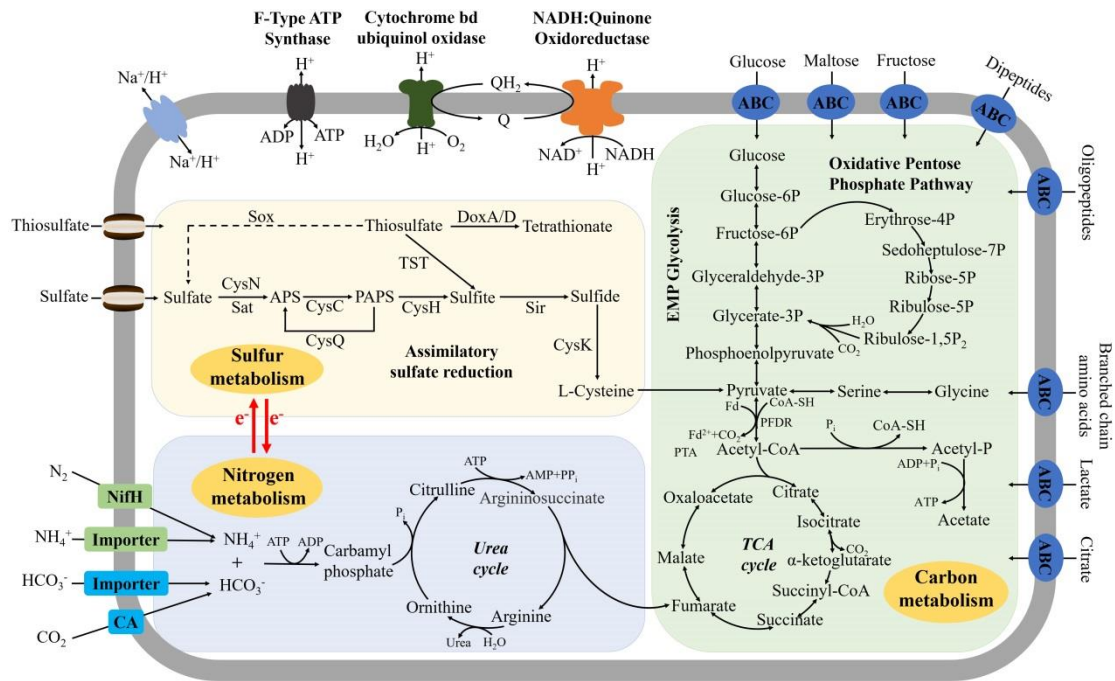 F-Type ATP
Synthase
Cytochrome bd
ubiquinol oxidase
NADH:Quinone
Oxidoreductase
Glucose
Maltose
Fructose
Dipeptides
H⁺
H⁺
H⁺
Na⁺/H⁺
QH₂
Q
ABC
ABC
ABC
ABC
Na⁺/H⁺
ADP
ATP
H⁺
H₂O
H⁺
O₂
NAD⁺
H⁺
NADH
Oligopeptides
ABC
Glucose
Glucose-6P
Fructose-6P
Glyceraldehyde-3P
Glycerate-3P
Phosphoenolpyruvate
EMP Glycolysis
Oxidative Pentose
Phosphate Pathway
Erythrose-4P
Sedoheptulose-7P
Ribose-5P
Ribulose-5P
Ribulose-1,5P₂
H₂O
CO₂
Thiosulfate
Sulfate
Sox
Thiosulfate
DoxA/D
Tetrathionate
TST
Sulfate
CysN
Sat
APS
CysC
PAPS
CysH
Sulfite
Sir
Sulfide
CysQ
CysK
Assimilatory
sulfate reduction
Sulfur
metabolism
L-Cysteine
Pyruvate
Serine
Glycine
ABC
Branched chain
amino acids
e⁻
e⁻
Fd
CoA-SH
PFDR
Fd²⁺+CO₂
PTA
Acetyl-CoA
Pᵢ
CoA-SH
Acetyl-P
ADP+Pᵢ
ATP
Acetate
ABC
Lactate
ABC
Citrate
Nitrogen
metabolism
N₂
NifH
NH₄⁺
Importer
HCO₃⁻
Importer
CO₂
CA
NH₄⁺
+
HCO₃⁻
ATP
ADP
Carbamyl
phosphate
Pᵢ
Citrulline
ATP
AMP+PPᵢ
Argininosuccinate
Urea
cycle
Ornithine
Arginine
Urea
H₂O
Oxaloacetate
Citrate
Isocitrate
CO₂
α-ketoglutarate
Succinyl-CoA
Succinate
Fumarate
Malate
TCA
cycle
Carbon
metabolism